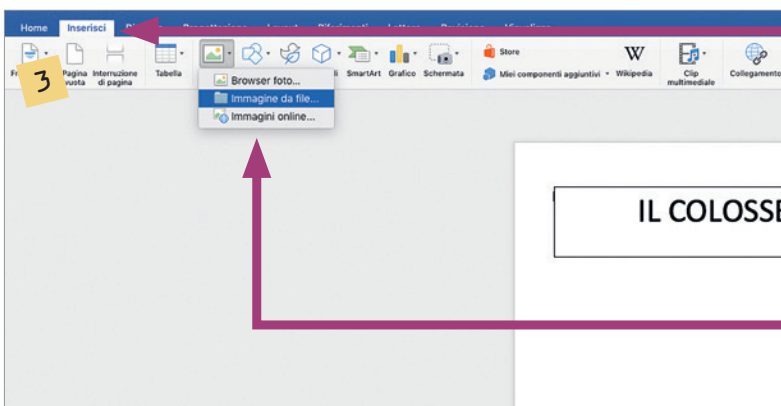 Home Inserisci
3
Pagina vuota
Interruzione di pagina
Tabella
SmartArt Grafico Schermata
Store
Miei componenti aggiuntivi
Wikipedia
Clip multimediale
Collegamento
Browser foto...
Immagine da file...
Immagini online...
IL COLOSSE